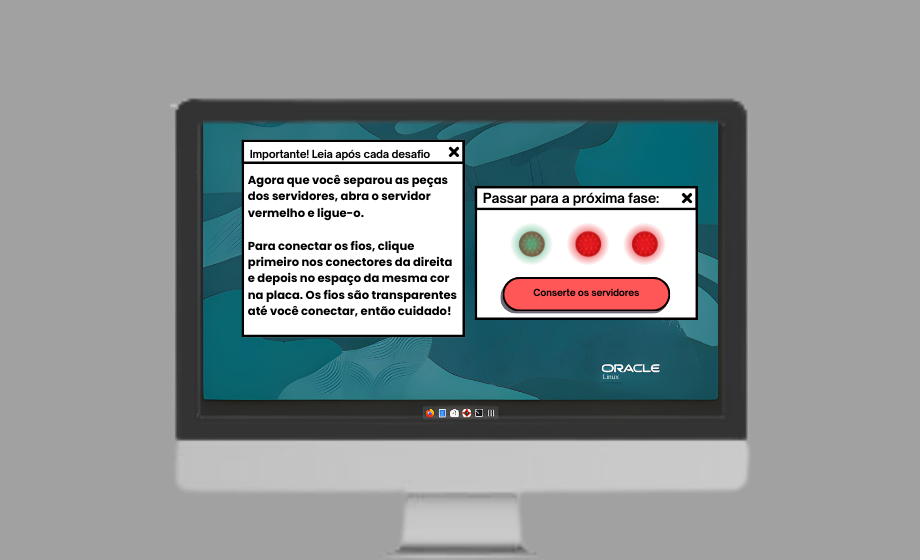 Importante! Leia após cada desafio
Agora que você separou as peças
dos servidores, abra o servidor
vermelho e ligue-o.
Para conectar os fios, clique
primeiro nos conectores da direita
e depois no espaço da mesma cor
na placa. Os fios são transparentes
até você conectar, então cuidado!
Passar para a próxima fase:
Conserte os servidores
ORACLE
Linux